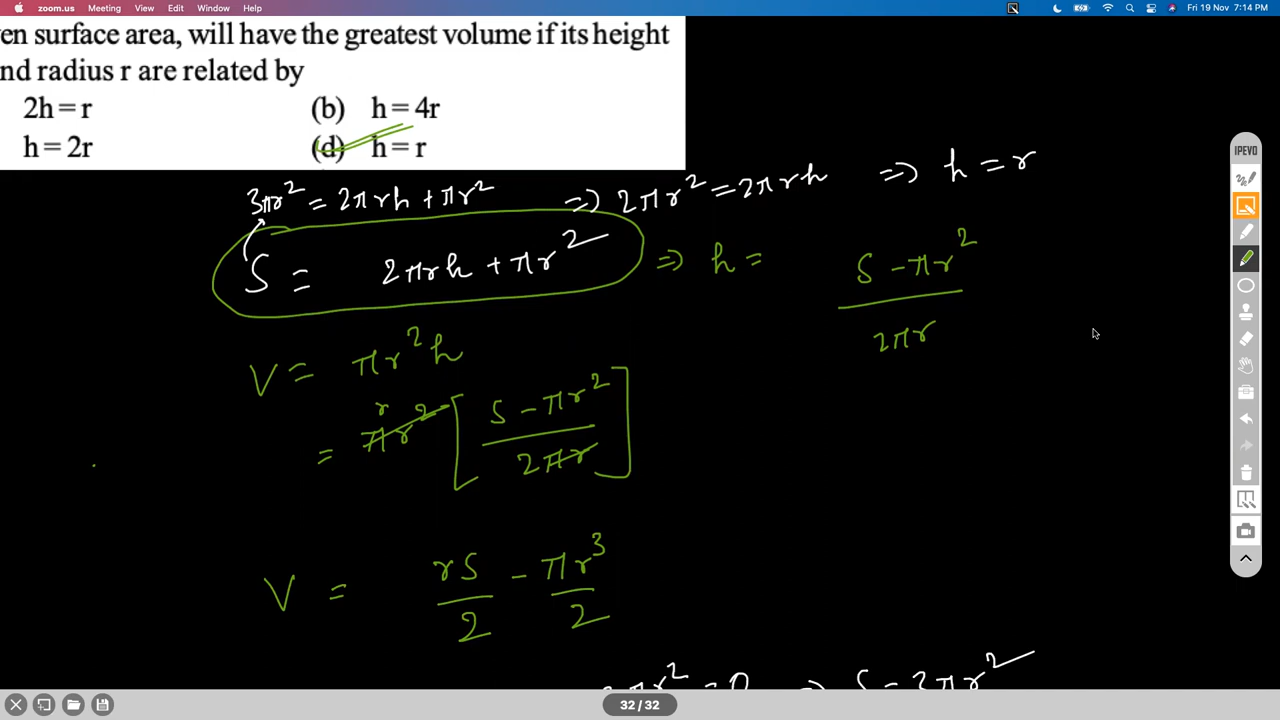 zoom.us Meeting View Edit Window Help Fri 19 Nov 7:14 PM
en surface area, will have the greatest volume if its height
nd radius r are related by
2h = r (b) h = 4r
h = 2r (d) h = r
3πr² = 2πrh + πr² ⇒ 2πr² = 2πrh ⇒ h = r
S = 2πrh + πr² ⇒ h = S - πr² / 2πr
V = πr²h
= πr² r [ S - πr² / 2πr ]
V = rS / 2 - πr³ / 2
πr² = 0 ⇒ S = 3πr²
32 / 32
IPEVO